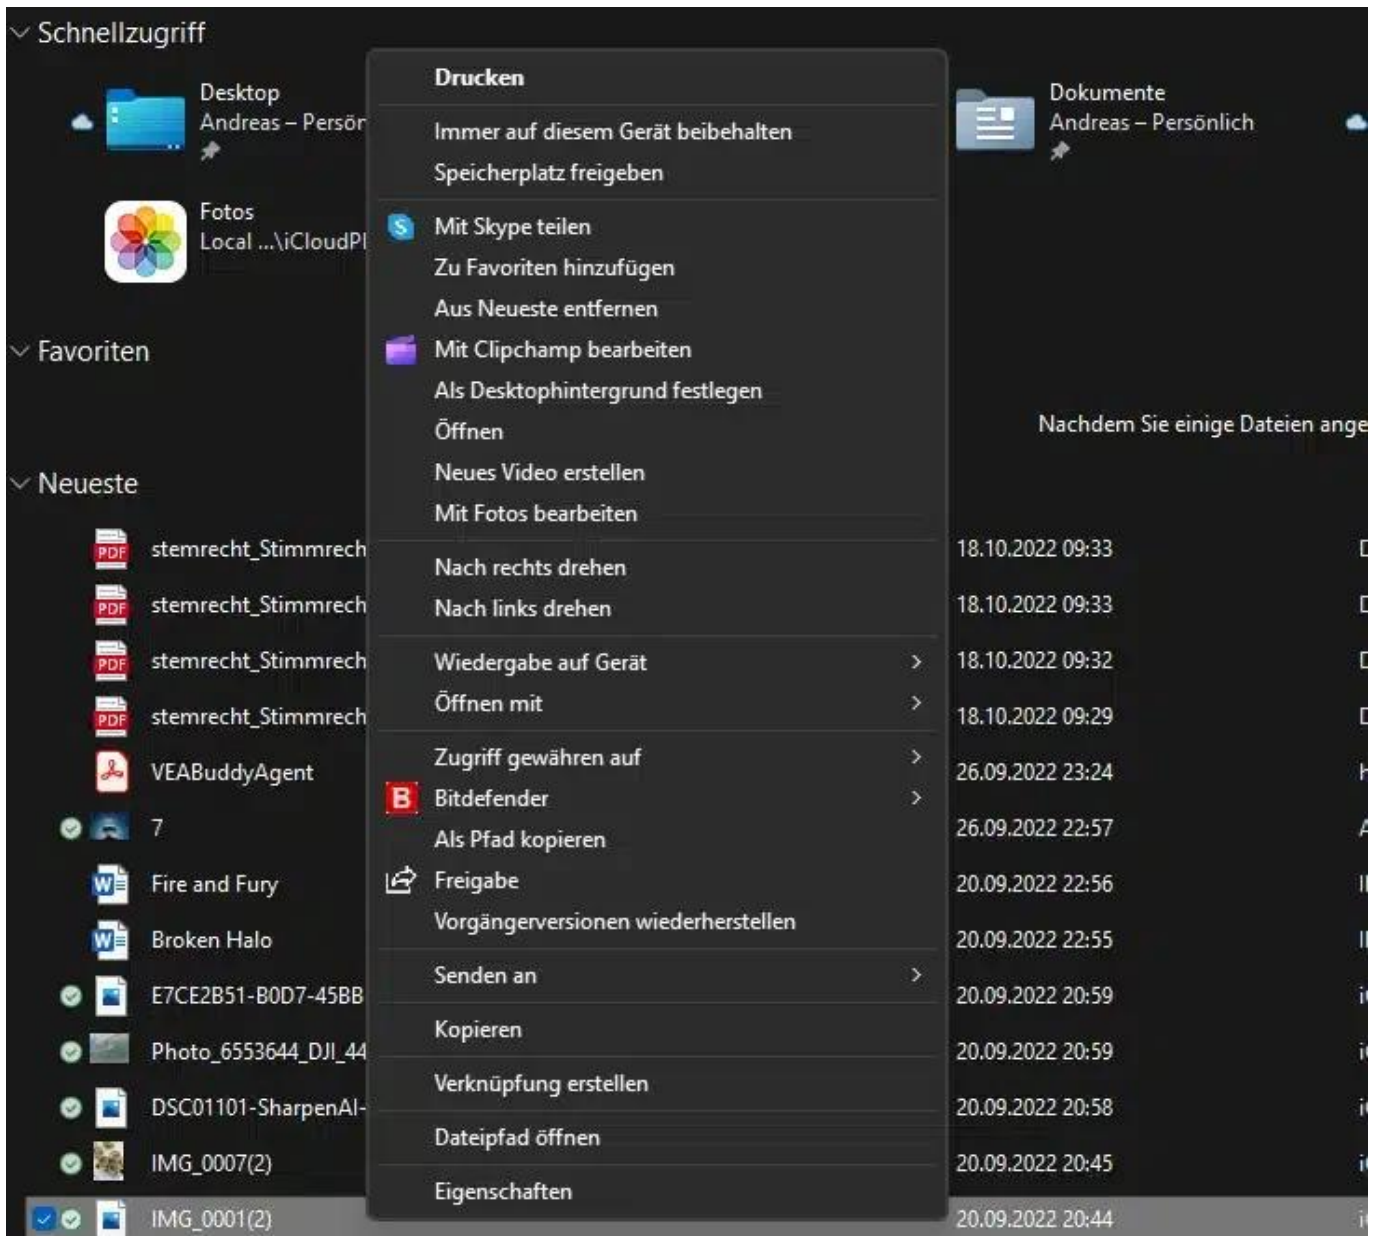 Schnellzugriff
Desktop
Andreas – Persör
Dokumente
Andreas – Persönlich
Fotos
Local ...\iCloudPl
Favoriten
Nachdem Sie einige Dateien ange
Neueste
stemrecht_Stimmrech
18.10.2022 09:33
stemrecht_Stimmrech
18.10.2022 09:33
stemrecht_Stimmrech
18.10.2022 09:32
stemrecht_Stimmrech
18.10.2022 09:29
VEABuddyAgent
26.09.2022 23:24
7
26.09.2022 22:57
Fire and Fury
20.09.2022 22:56
Broken Halo
20.09.2022 22:55
E7CE2B51-B0D7-45BB
20.09.2022 20:59
Photo_6553644_DJI_44
20.09.2022 20:59
DSC01101-SharpenAI-
20.09.2022 20:58
IMG_0007(2)
20.09.2022 20:45
IMG_0001(2)
20.09.2022 20:44
Drucken
Immer auf diesem Gerät beibehalten
Speicherplatz freigeben
Mit Skype teilen
Zu Favoriten hinzufügen
Aus Neueste entfernen
Mit Clipchamp bearbeiten
Als Desktophintergrund festlegen
Öffnen
Neues Video erstellen
Mit Fotos bearbeiten
Nach rechts drehen
Nach links drehen
Wiedergabe auf Gerät
Öffnen mit
Zugriff gewähren auf
Bitdefender
Als Pfad kopieren
Freigabe
Vorgängerversionen wiederherstellen
Senden an
Kopieren
Verknüpfung erstellen
Dateipfad öffnen
Eigenschaften